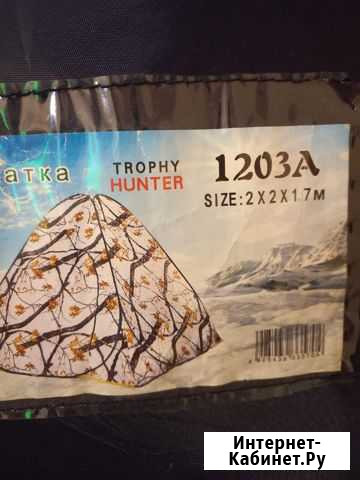 атка
TROPHY
HUNTER
1203A
SIZE: 2X2X1.7M
Интернет-
Кабинет.Ру